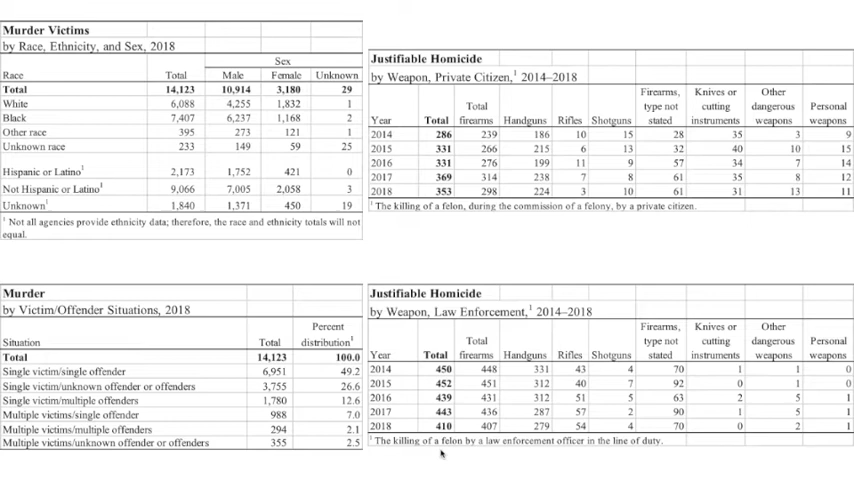 Murder Victims
by Race, Ethnicity, and Sex, 2018
Sex
Race Total Male Female Unknown
Total 14,123 10,914 3,180 29
White 6,088 4,255 1,832 1
Black 7,407 6,237 1,168 2
Other race 395 273 121 1
Unknown race 233 149 59 25
Hispanic or Latino1 2,173 1,752 421 0
Not Hispanic or Latino1 9,066 7,005 2,058 3
Unknown1 1,840 1,371 450 19
1 Not all agencies provide ethnicity data; therefore, the race and ethnicity totals will not
equal.
Justifiable Homicide
by Weapon, Private Citizen,1 2014–2018
Firearms, Knives or Other
Total type not cutting dangerous Personal
Year Total firearms Handguns Rifles Shotguns stated instruments weapons weapons
2014 286 239 186 10 15 28 35 3 9
2015 331 266 215 6 13 32 40 10 15
2016 331 276 199 11 9 57 34 7 14
2017 369 314 238 7 8 61 35 8 12
2018 353 298 224 3 10 61 31 13 11
1 The killing of a felon, during the commission of a felony, by a private citizen.
Murder
by Victim/Offender Situations, 2018
Percent
Situation Total distribution1
Total 14,123 100.0
Single victim/single offender 6,951 49.2
Single victim/unknown offender or offenders 3,755 26.6
Single victim/multiple offenders 1,780 12.6
Multiple victims/single offender 988 7.0
Multiple victims/multiple offenders 294 2.1
Multiple victims/unknown offender or offenders 355 2.5
Justifiable Homicide
by Weapon, Law Enforcement,1 2014–2018
Firearms, Knives or Other
Total type not cutting dangerous Personal
Year Total firearms Handguns Rifles Shotguns stated instruments weapons weapons
2014 450 448 331 43 4 70 1 1 0
2015 452 451 312 40 7 92 0 1 0
2016 439 431 312 51 5 63 2 5 1
2017 443 436 287 57 2 90 1 5 1
2018 410 407 279 54 4 70 0 2 1
1 The killing of a felon by a law enforcement officer in the line of duty.